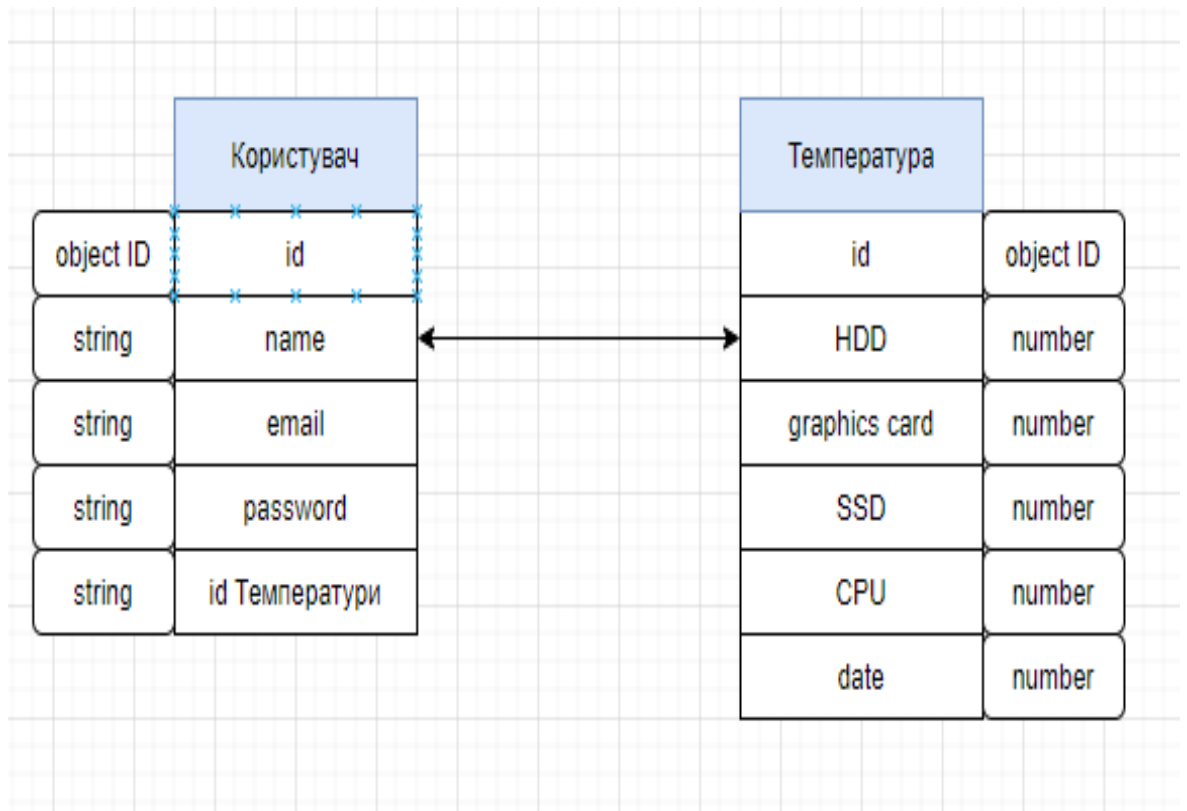 Користувач
Температура
object ID id
id object ID
string name
HDD number
string email
graphics card number
string password
SSD number
string id Температури
CPU number
date number